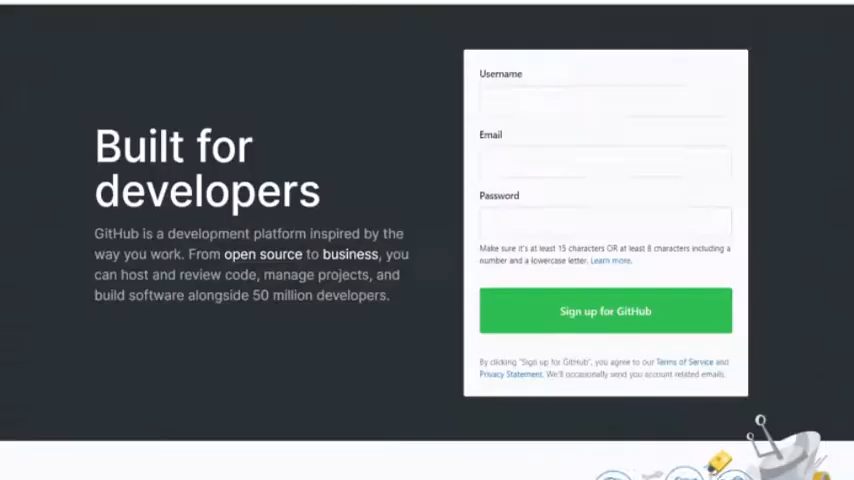 Built for
developers
GitHub is a development platform inspired by the
way you work. From open source to business, you
can host and review code, manage projects, and
build software alongside 50 million developers.
Username
Email
Password
Make sure it's at least 15 characters OR at least 8 characters including a
number and a lowercase letter. Learn more.
Sign up for GitHub
By clicking "Sign up for GitHub", you agree to our Terms of Service and
Privacy Statement. We'll occasionally send you account related emails.